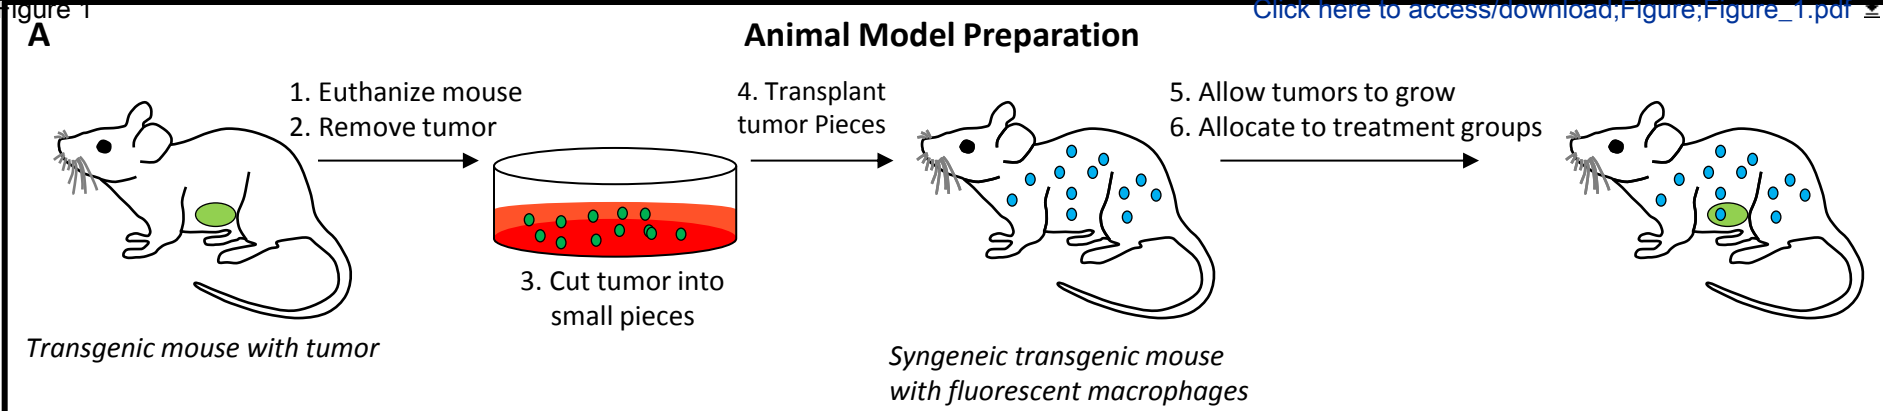 Figure 1
Click here to access/download;Figure;Figure_1.pdf
A
Animal Model Preparation
1. Euthanize mouse
2. Remove tumor
3. Cut tumor into
small pieces
4. Transplant
tumor Pieces
5. Allow tumors to grow
6. Allocate to treatment groups
Transgenic mouse with tumor
Syngeneic transgenic mouse
with fluorescent macrophages